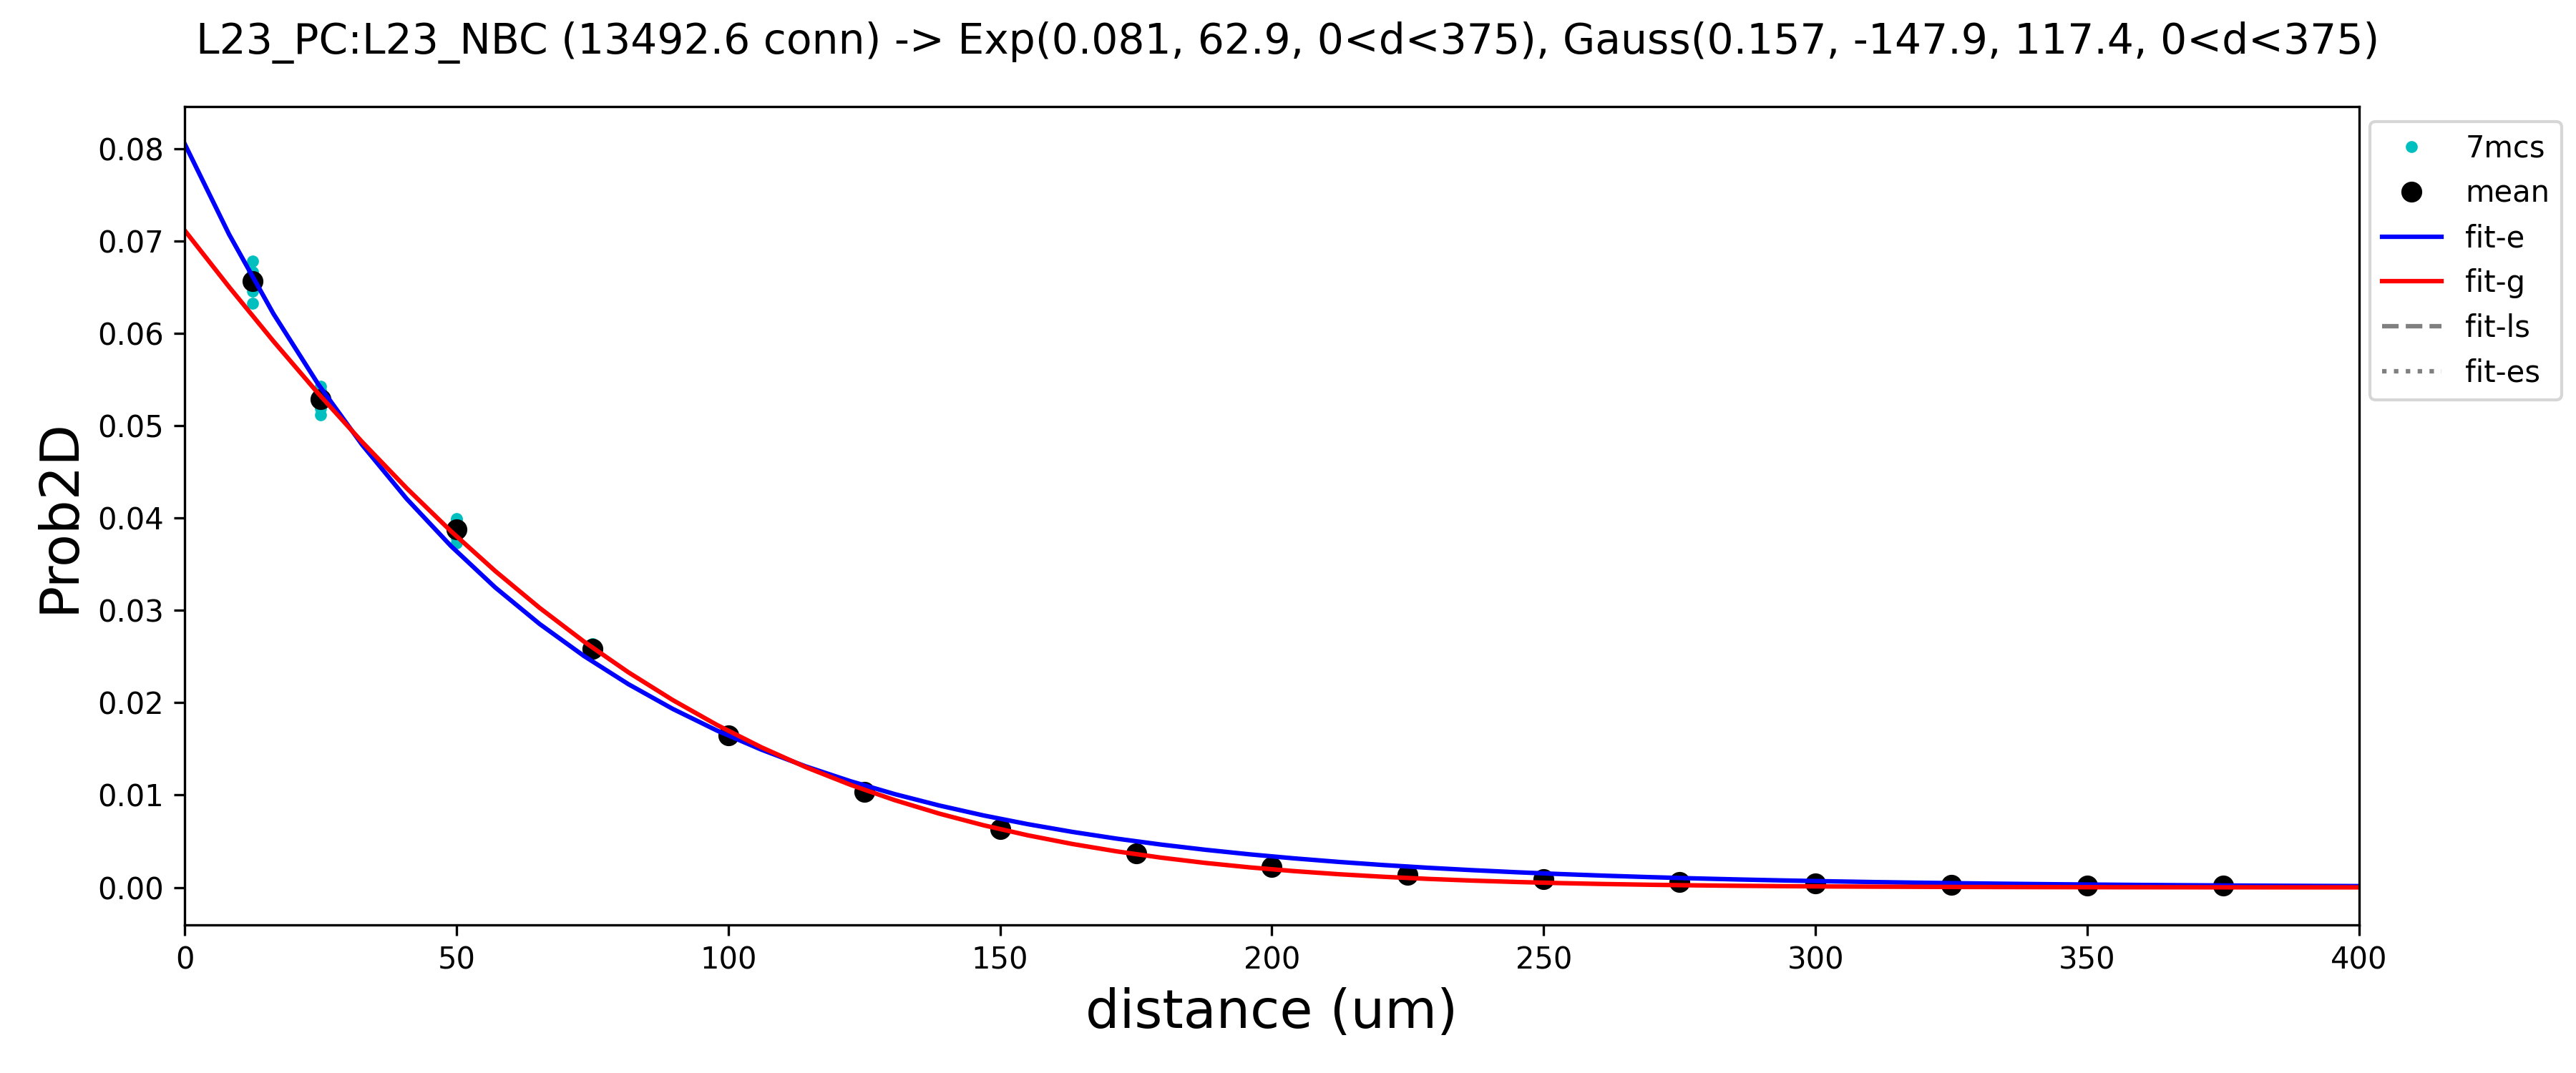 L23_PC:L23_NBC (13492.6 conn) -> Exp(0.081, 62.9, 0<d<375), Gauss(0.157, -147.9, 117.4, 0<d<375)
0.08
0.07
0.06
0.05
0.04
0.03
0.02
0.01
0.00
Prob2D
0 50 100 150 200 250 300 350 400
distance (um)
7mcs
mean
fit-e
fit-g
fit-ls
fit-es